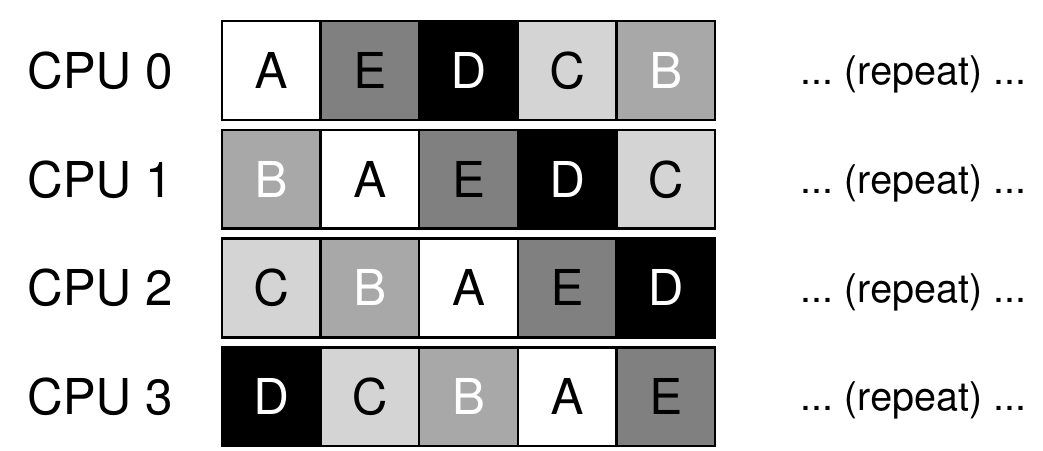 CPU 0 A E D C B ... (repeat) ...
CPU 1 B A E D C ... (repeat) ...
CPU 2 C B A E D ... (repeat) ...
CPU 3 D C B A E ... (repeat) ...